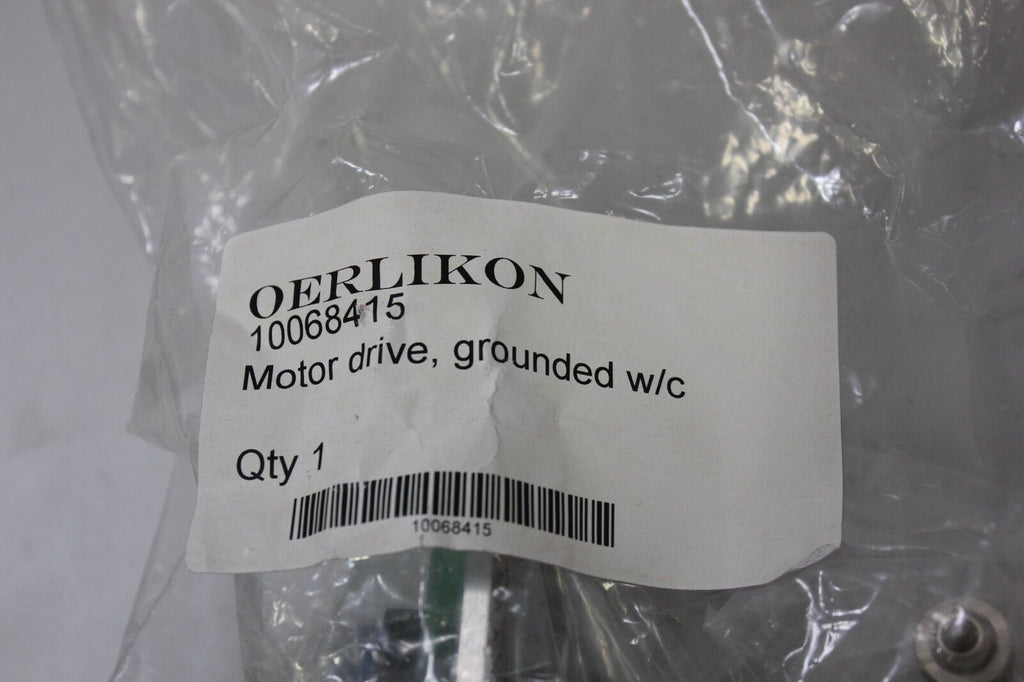 OERLIKON
10068415
Motor drive, grounded w/c
Qty 1
10068415